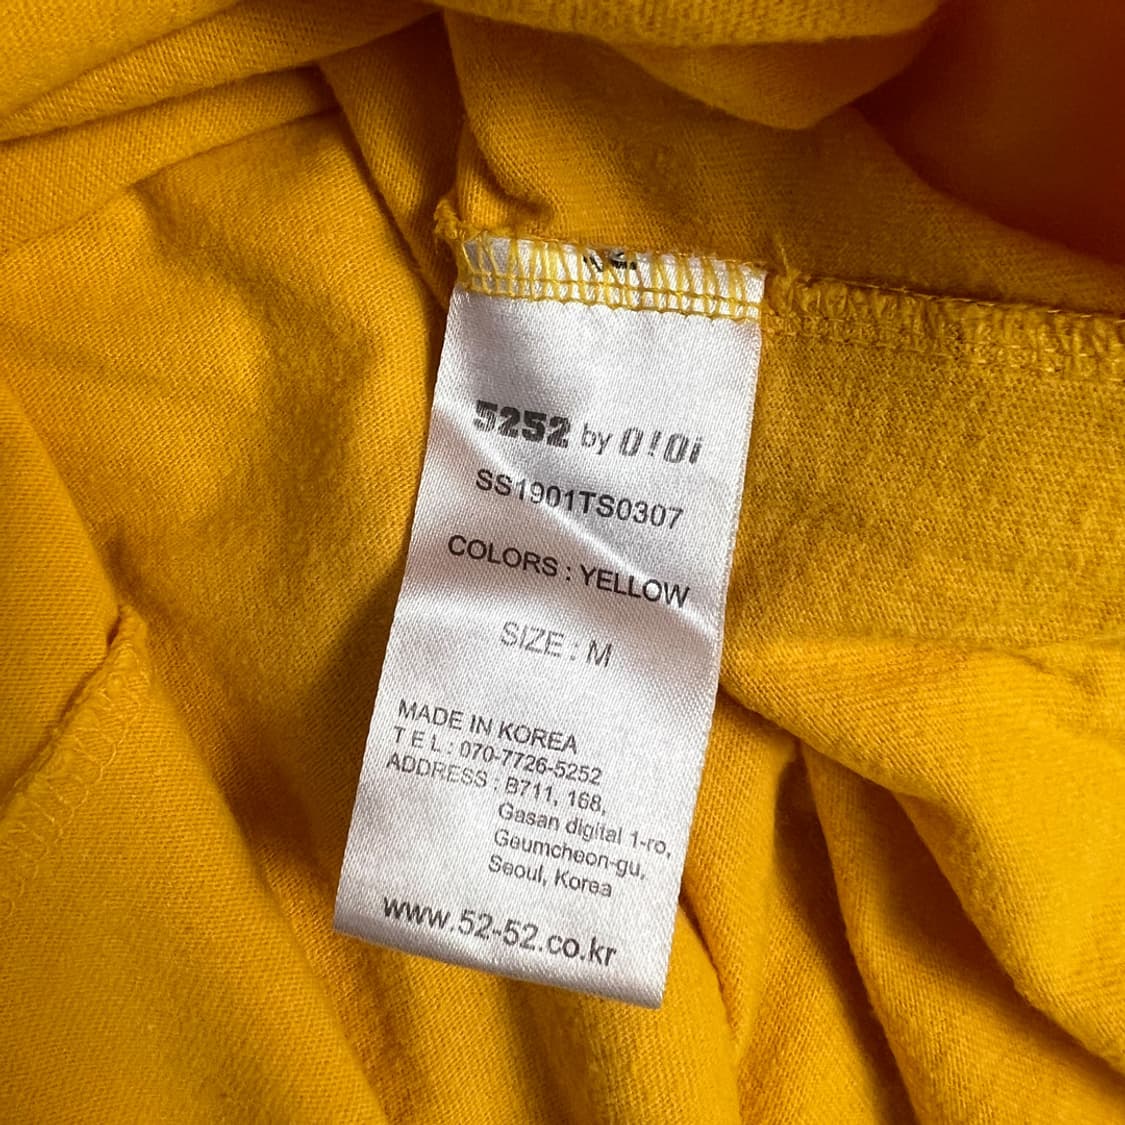 5252 by O!Oi
SS1901TS0307
COLORS : YELLOW
SIZE : M
MADE IN KOREA
TEL : 070-7726-5252
ADDRESS : B711, 168,
Gasan digital 1-ro,
Geumcheon-gu,
Seoul, Korea
www.52-52.co.kr